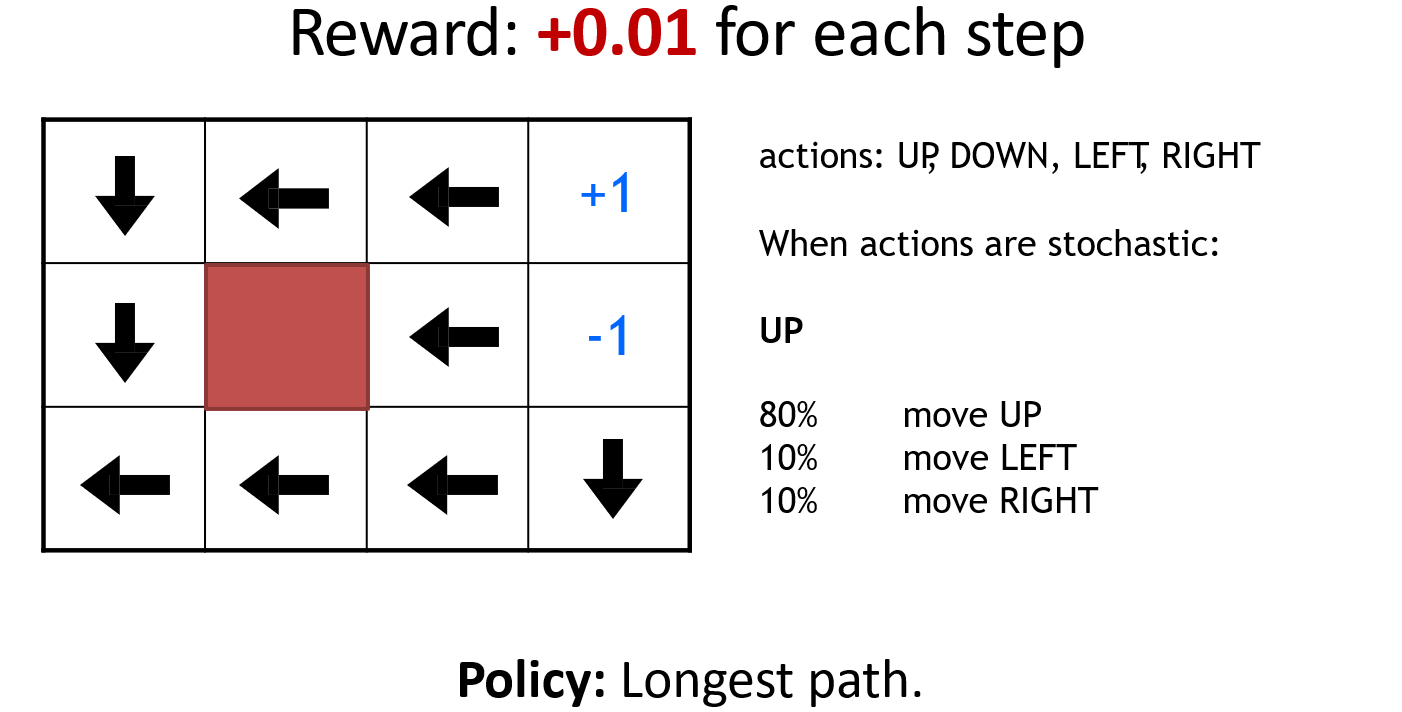 Reward: +0.01 for each step
actions: UP, DOWN, LEFT, RIGHT
+1
When actions are stochastic:
-1
UP
80% move UP
10% move LEFT
10% move RIGHT
Policy: Longest path.